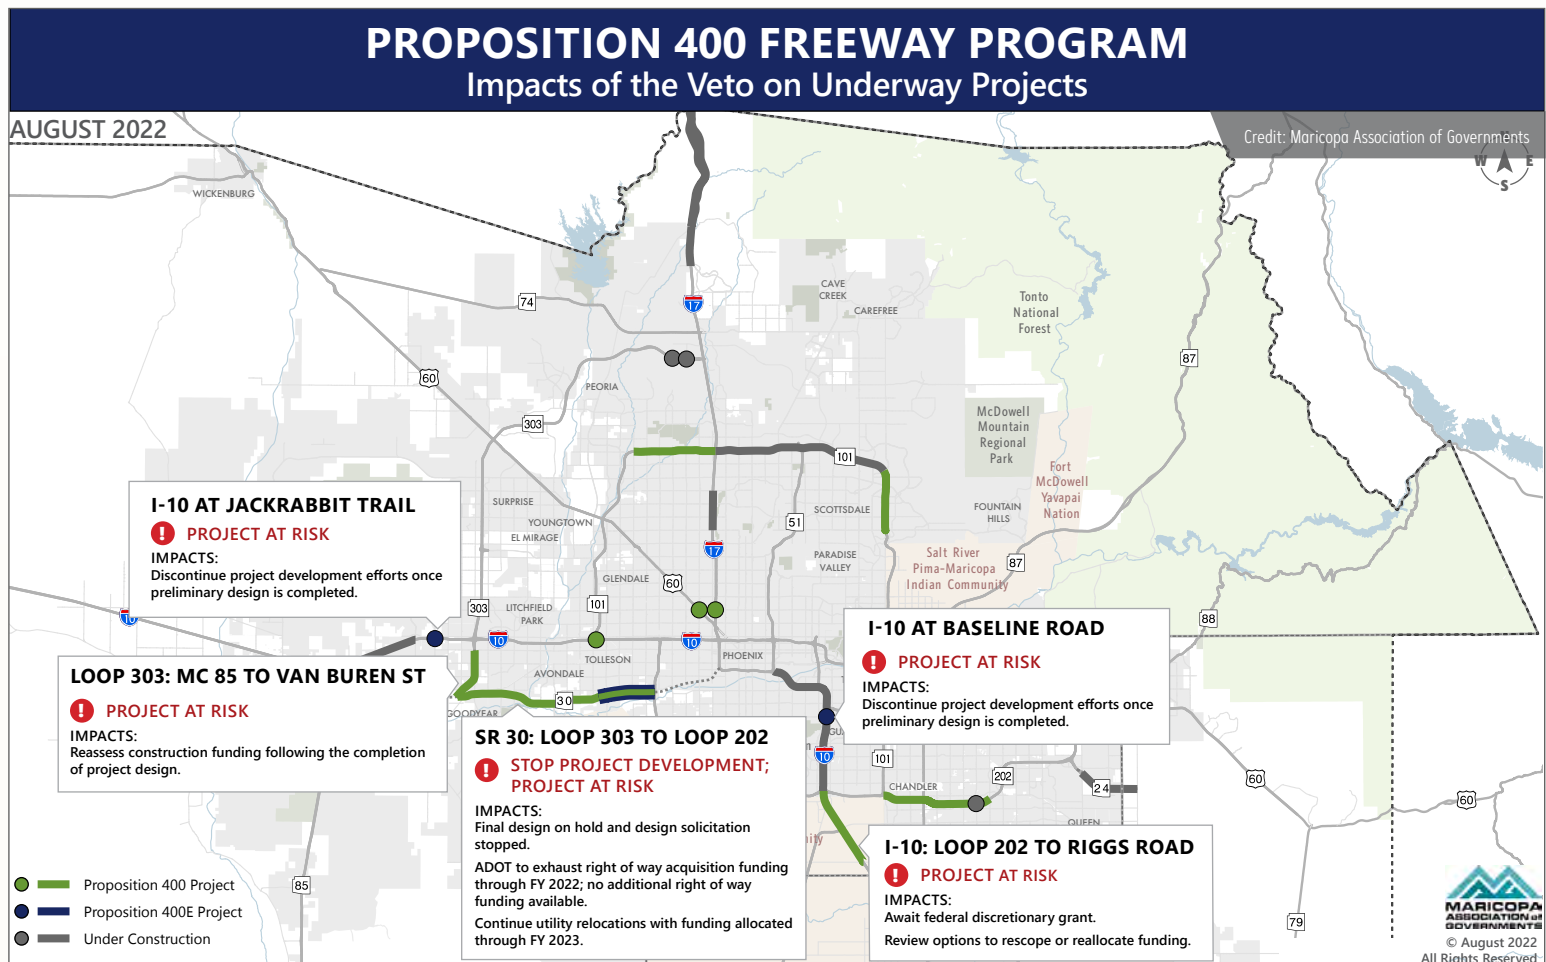 PROPOSITION 400 FREEWAY PROGRAM
Impacts of the Veto on Underway Projects
AUGUST 2022
Credit: Maricopa Association of Governments
W E
S
WICKENBURG
74
17
CAVE
CREEK
CAREFREE
Tonto
National
Forest
87
60
PEORIA
303
101
McDowell
Mountain
Regional
Park
Fort
McDowell
Yavapai
Nation
SURPRISE
YOUNGTOWN
EL MIRAGE
SCOTTSDALE
51
FOUNTAIN
HILLS
17
PARADISE
VALLEY
Salt River
Pima-Maricopa
Indian Community
87
GLENDALE
60
303
LITCHFIELD
PARK
101
10
10
10
88
TOLLESON
PHOENIX
AVONDALE
30
GOODYEAR
I-10 AT JACKRABBIT TRAIL
! PROJECT AT RISK
IMPACTS:
Discontinue project development efforts once
preliminary design is completed.
LOOP 303: MC 85 TO VAN BUREN ST
! PROJECT AT RISK
IMPACTS:
Reassess construction funding following the completion
of project design.
I-10 AT BASELINE ROAD
! PROJECT AT RISK
IMPACTS:
Discontinue project development efforts once
preliminary design is completed.
SR 30: LOOP 303 TO LOOP 202
! STOP PROJECT DEVELOPMENT;
PROJECT AT RISK
IMPACTS:
Final design on hold and design solicitation
stopped.
ADOT to exhaust right of way acquisition funding
through FY 2022; no additional right of way
funding available.
Continue utility relocations with funding allocated
through FY 2023.
10
101
202
24
60
60
CHANDLER
QUEEN
I-10: LOOP 202 TO RIGGS ROAD
! PROJECT AT RISK
IMPACTS:
Await federal discretionary grant.
Review options to rescope or reallocate funding.
85
79
Proposition 400 Project
Proposition 400E Project
Under Construction
MARICOPA
ASSOCIATION of
GOVERNMENTS
© August 2022
All Rights Reserved